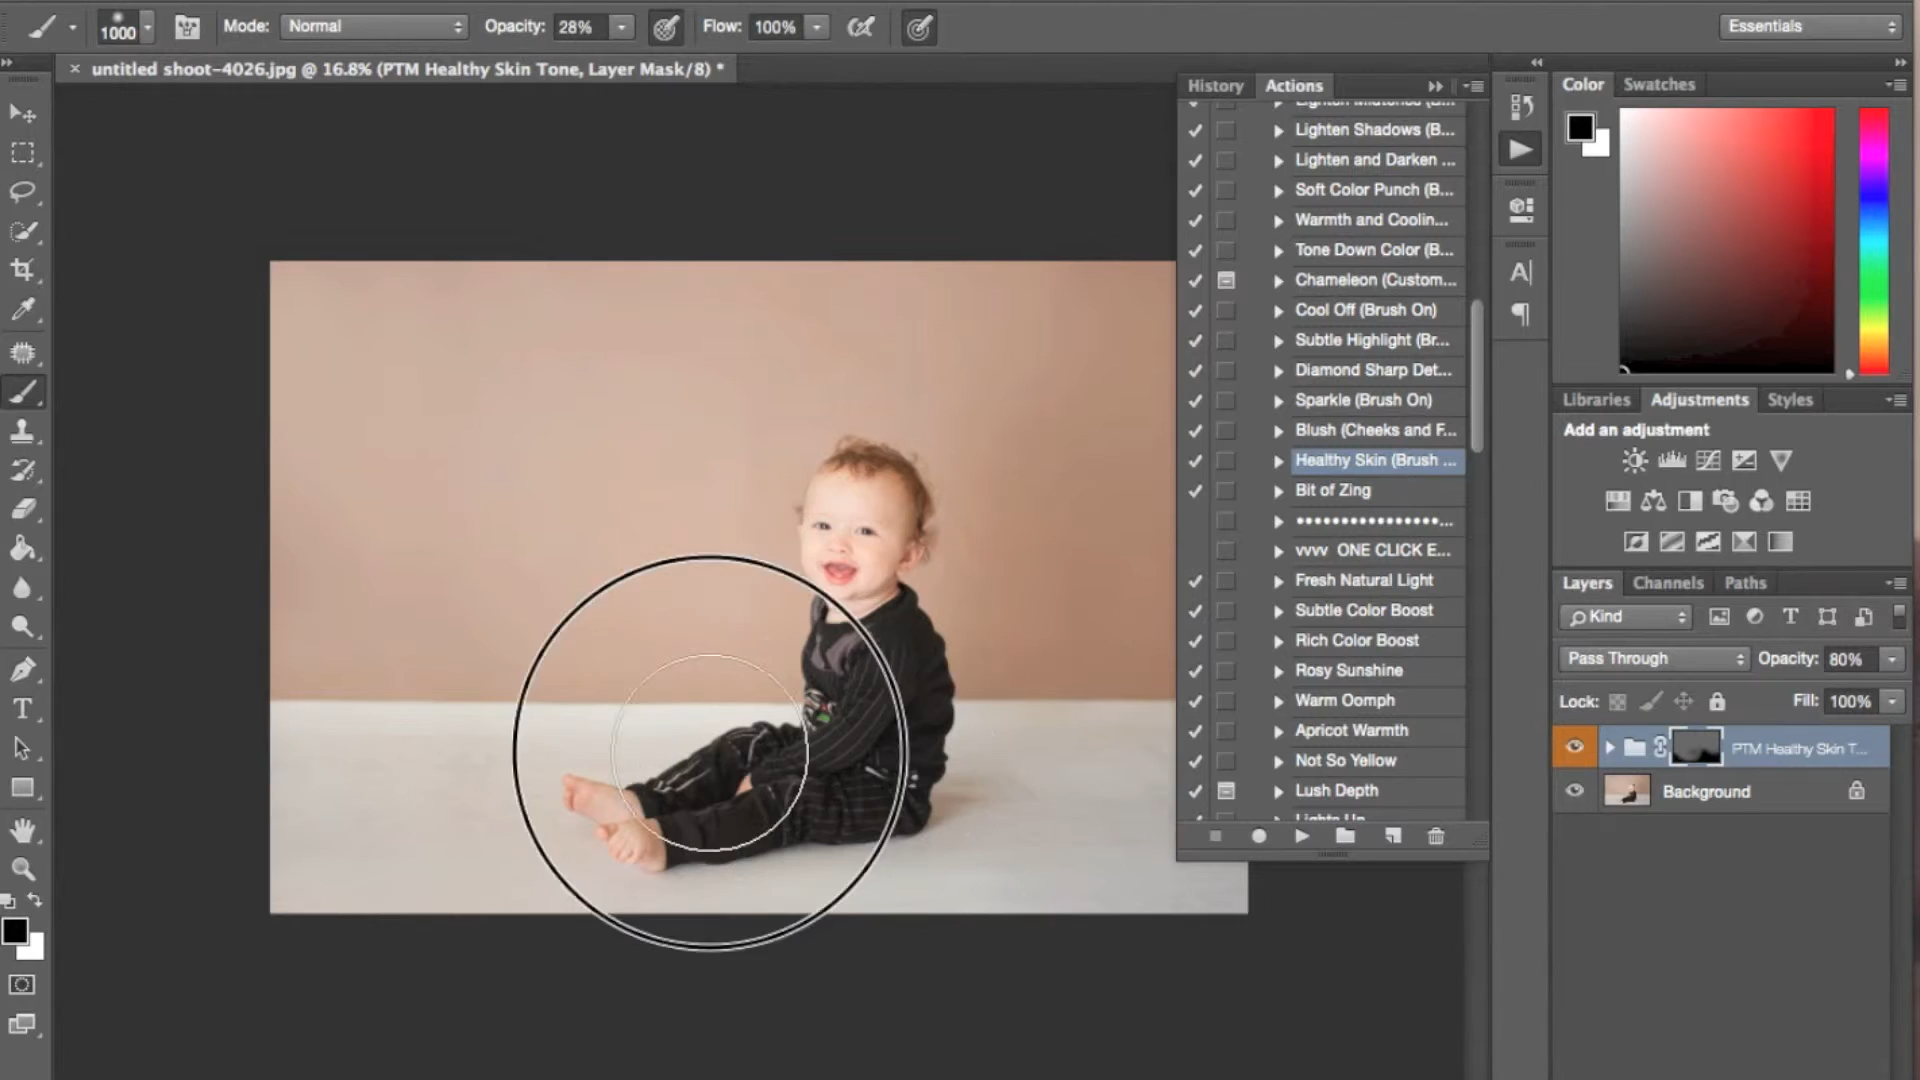 1000 Mode: Normal Opacity: 28% Flow: 100% Essentials
× untitled shoot-4026.jpg @ 16.8% (PTM Healthy Skin Tone, Layer Mask/8) *
History Actions
Lighten Shadows (B...
Lighten and Darken ...
Soft Color Punch (B...
Warmth and Coolin...
Tone Down Color (B...
Chameleon (Custom...
Cool Off (Brush On)
Subtle Highlight (Br...
Diamond Sharp Det...
Sparkle (Brush On)
Blush (Cheeks and F...
Healthy Skin (Brush ...
Bit of Zing
••••••••••••••••...
vvvv ONE CLICK E...
Fresh Natural Light
Subtle Color Boost
Rich Color Boost
Rosy Sunshine
Warm Oomph
Apricot Warmth
Not So Yellow
Lush Depth
Lights Up
Color Swatches
Libraries Adjustments Styles
Add an adjustment
Layers Channels Paths
Kind
Pass Through Opacity: 80%
Lock: Fill: 100%
PTM Healthy Skin T...
Background